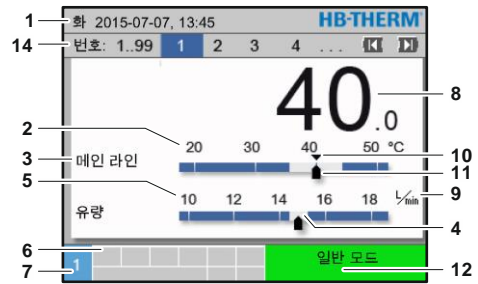 1 화 2015-07-07, 13:45 HB-THERM
14 번호: 1..99 1 2 3 4 ...
40.0 8
2 20 30 40 50 °C 10
3 메인 라인 11
5 10 12 14 16 18 L/min 9
유량 4
6
7 1 일반 모드 12